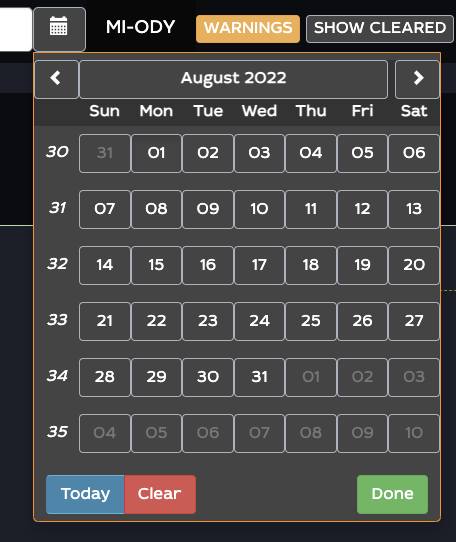 MI-ODY WARNINGS SHOW CLEARED
August 2022
Sun Mon Tue Wed Thu Fri Sat
30 31 01 02 03 04 05 06
31 07 08 09 10 11 12 13
32 14 15 16 17 18 19 20
33 21 22 23 24 25 26 27
34 28 29 30 31 01 02 03
35 04 05 06 07 08 09 10
Today Clear Done